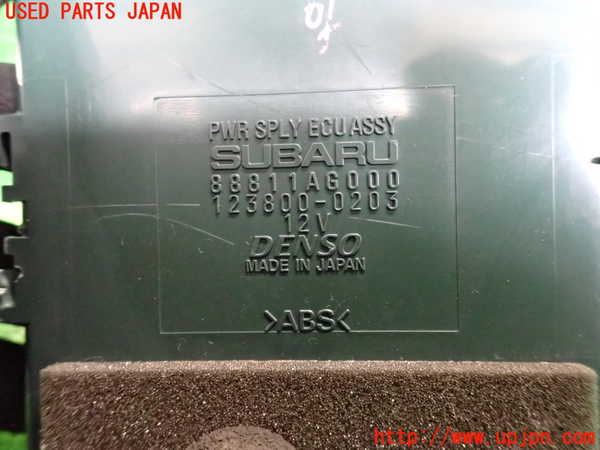 USED PARTS JAPAN
01
PWR SPLY ECU ASSY
SUBARU
88811AG000
123800-0203
12V
DENSO
MADE IN JAPAN
>ABS<
http://www.upjpn.com